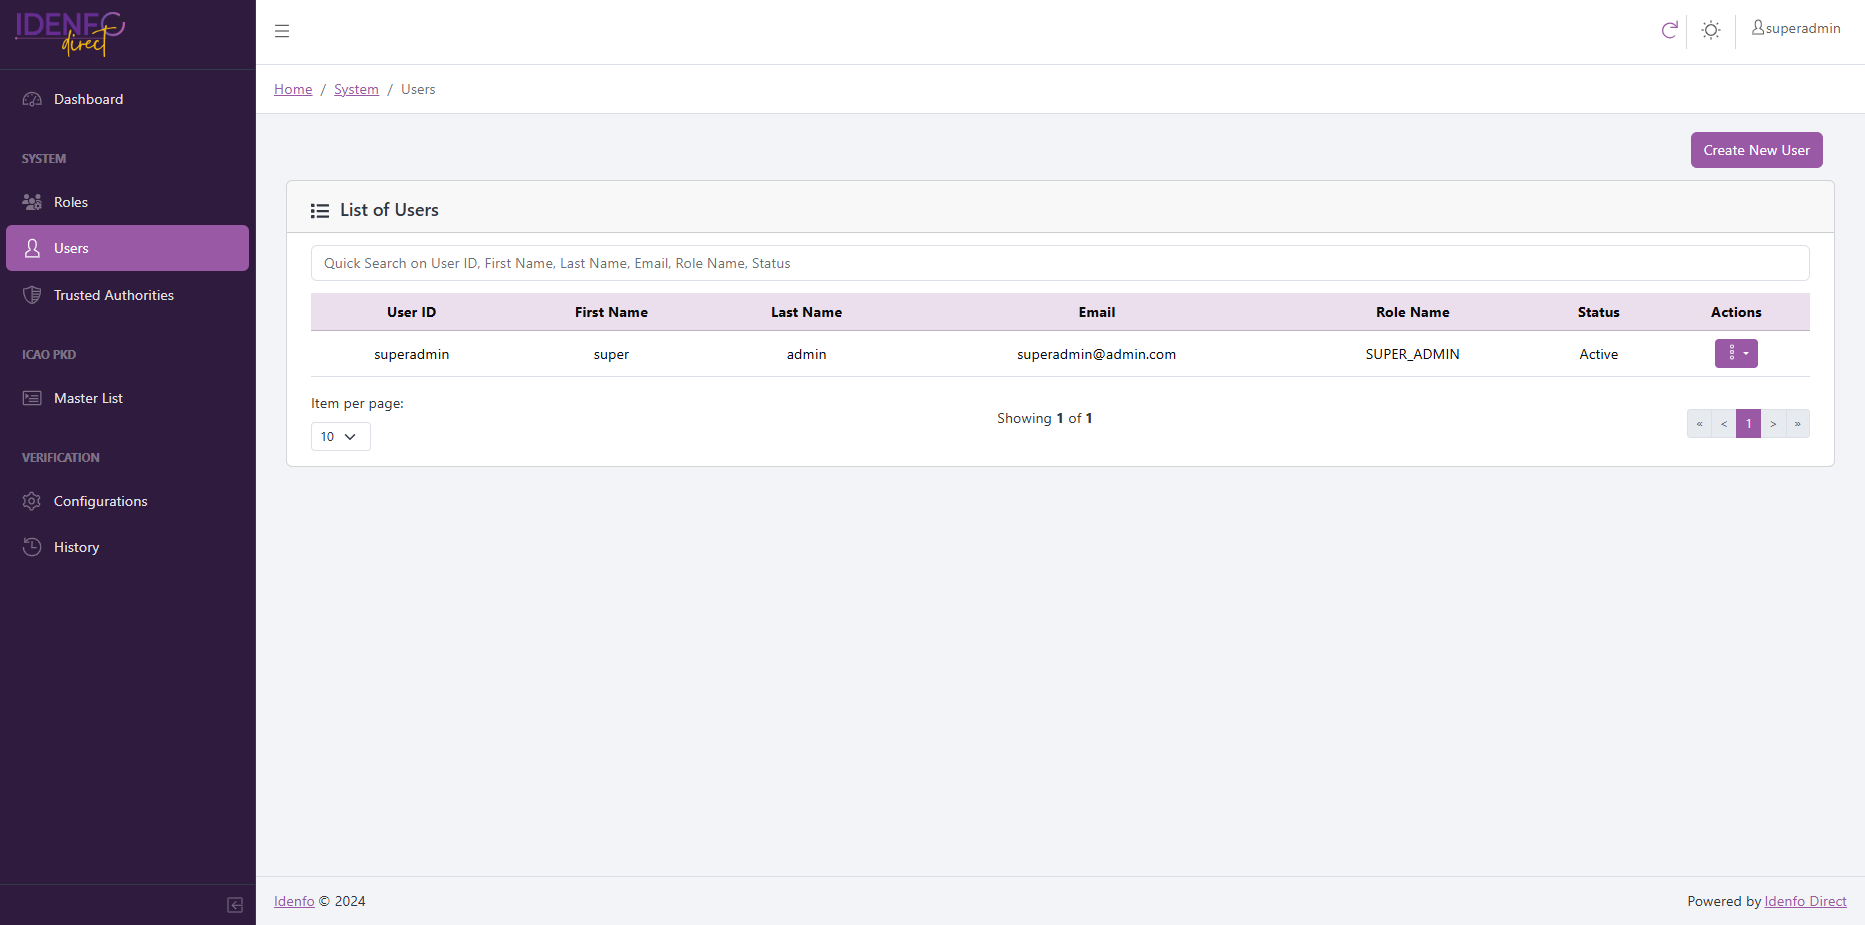 IDENFO
direct
superadmin
Dashboard
SYSTEM
Roles
Users
Trusted Authorities
ICAO PKD
Master List
VERIFICATION
Configurations
History
Home / System / Users
Create New User
List of Users
Quick Search on User ID, First Name, Last Name, Email, Role Name, Status
User ID First Name Last Name Email Role Name Status Actions
superadmin super admin superadmin@admin.com SUPER_ADMIN Active
Item per page:
10
Showing 1 of 1
« < 1 > »
Idenfo © 2024
Powered by Idenfo Direct